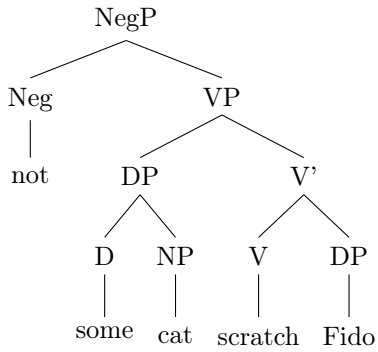 NegP
Neg VP
not DP V'
D NP V DP
some cat scratch Fido